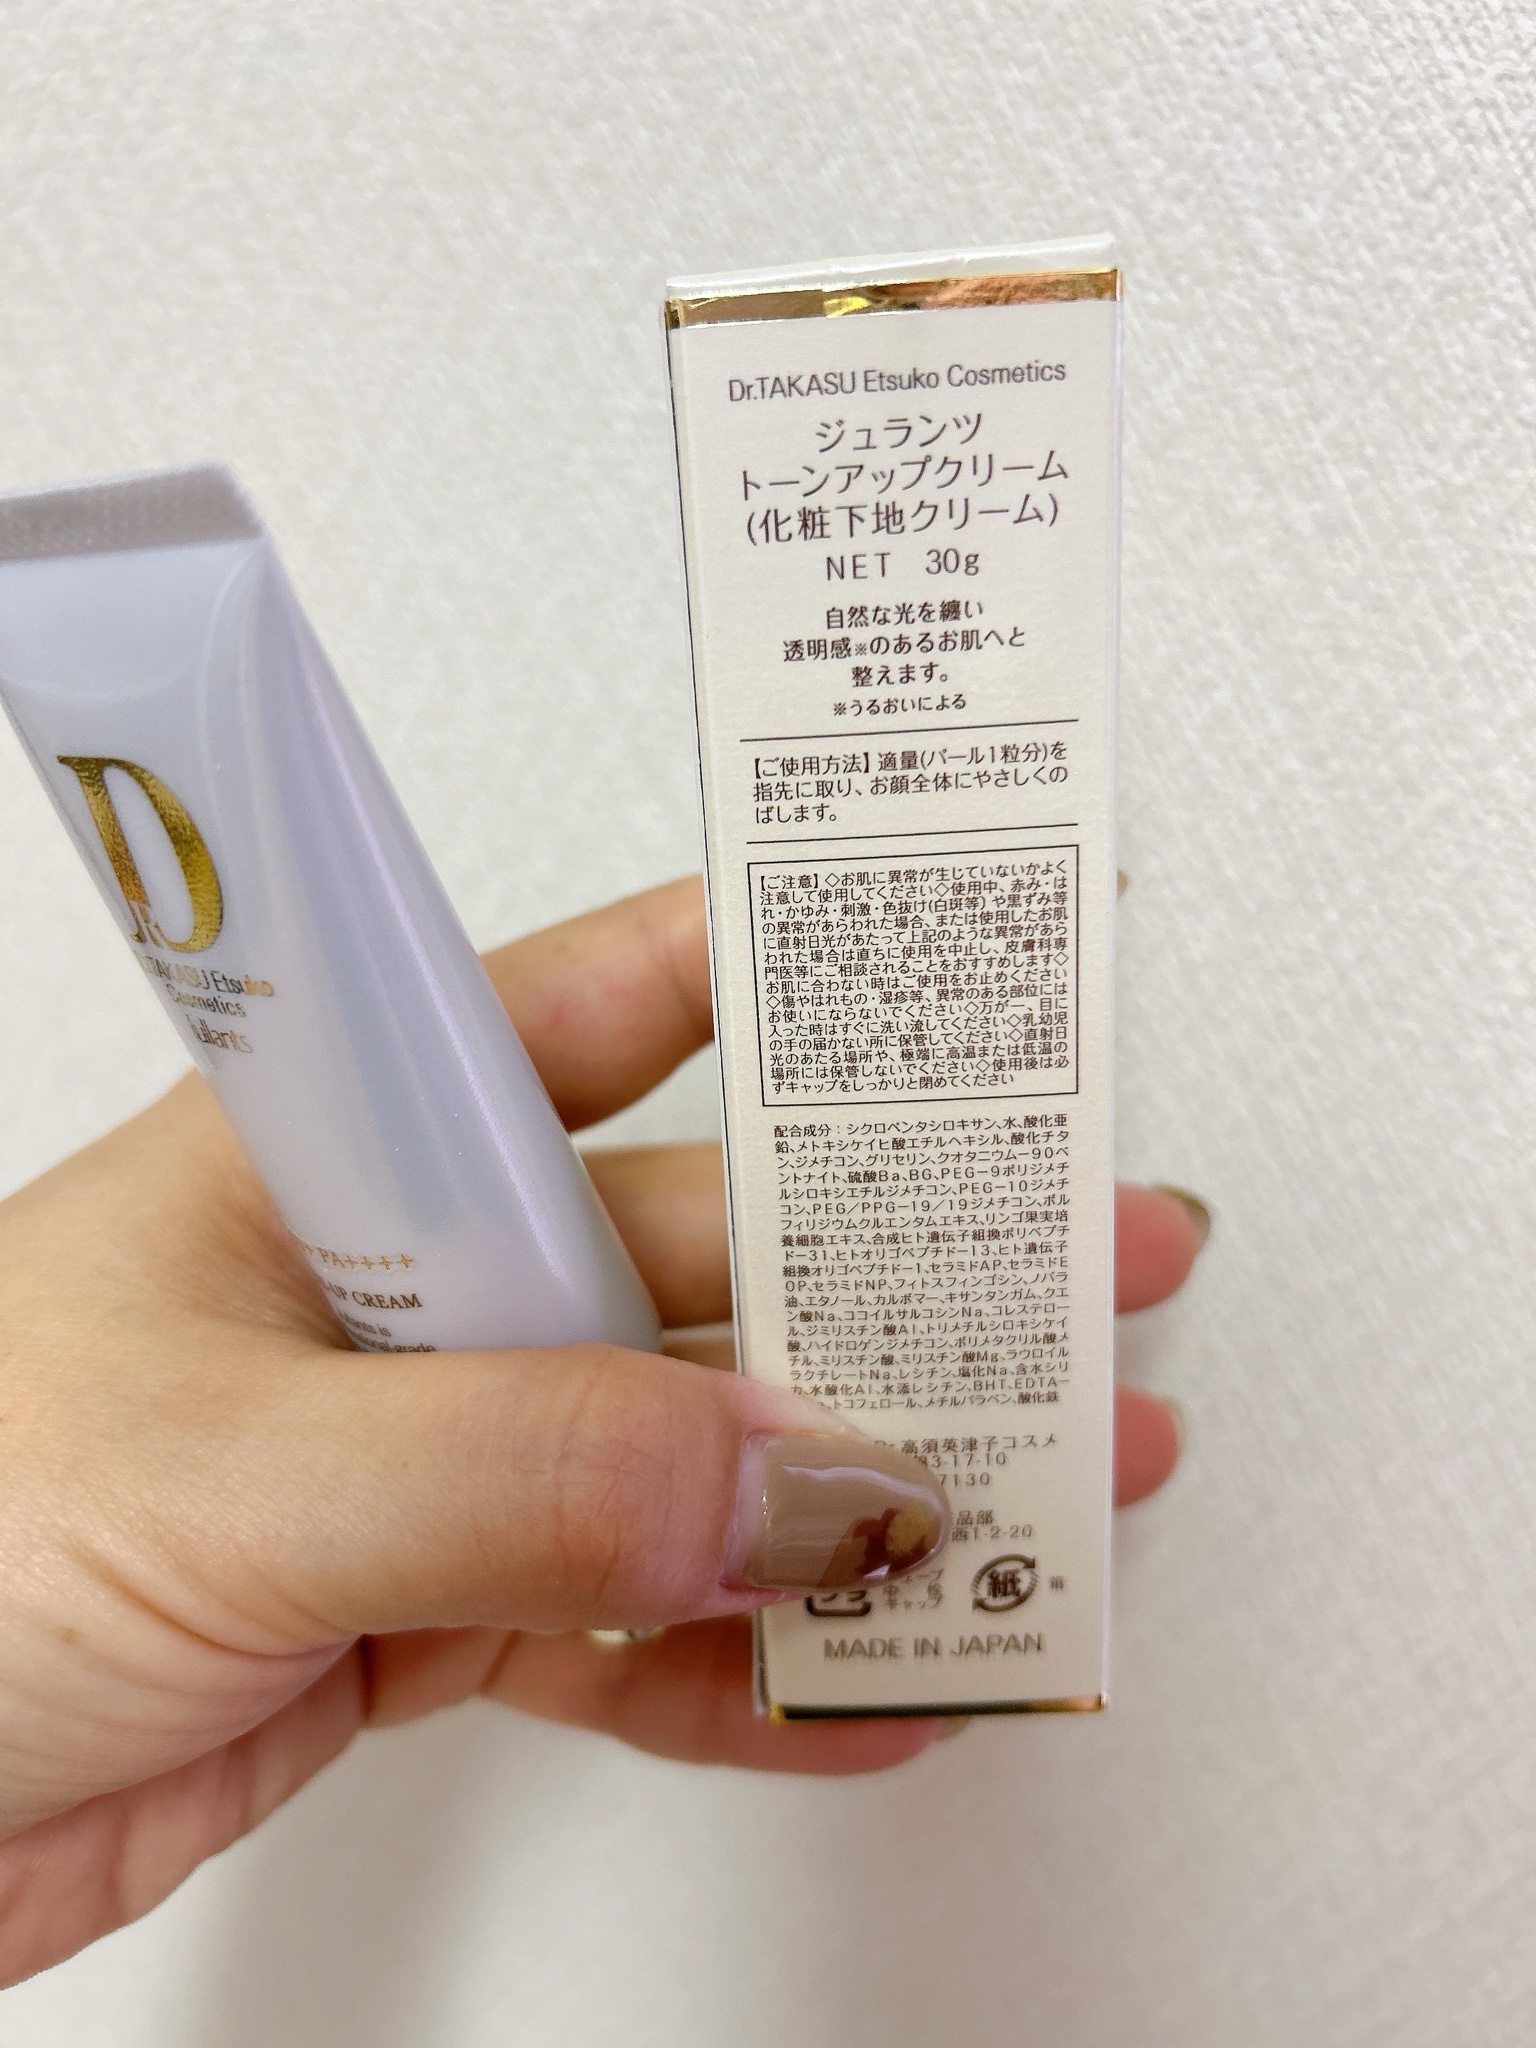 D
R
TAKASU Etsuko
Cosmetics
PA++++
UP CREAM
is
grade
Dr.TAKASU Etsuko Cosmetics
ジュランツ
トーンアップクリーム
(化粧下地クリーム)
NET 30g
自然な光を纏い
透明感※のあるお肌へと
整えます。
※うるおいによる
【ご使用方法】適量(パール1粒分)を
指先に取り、お顔全体にやさしくの
ばします。
【ご注意】◇お肌に異常が生じていないかよく
注意して使用してください◇使用中、赤み・は
れ・かゆみ・刺激・色抜け(白斑等)や黒ずみ等
の異常があらわれた場合、または使用したお肌
に直射日光があたって上記のような異常があら
われた場合は直ちに使用を中止し、皮膚科専
門医等にご相談されることをおすすめします◇
お肌に合わない時はご使用をお止めください
◇傷やはれもの・湿疹等、異常のある部位には
お使いにならないでください◇万が一、目に
入った時はすぐに洗い流してください◇乳幼児
の手の届かない所に保管してください◇直射日
光のあたる場所や、極端に高温または低温の
場所には保管しないでください◇使用後は必
ずキャップをしっかりと閉めてください
配合成分：シクロペンタシロキサン、水、酸化亜
鉛、メトキシケイヒ酸エチルヘキシル、酸化チタ
ン、ジメチコン、グリセリン、クオタニウム－90ベ
ントナイト、硫酸Ba、BG、PEG－9ポリジメチ
ルシロキシエチルジメチコン、PEG－10ジメチ
コン、PEG／PPG－19／19ジメチコン、ポル
フィリジウムクルエンタムエキス、リンゴ果実培
養細胞エキス、合成ヒト遺伝子組換ポリペプチ
ド－31、ヒトオリゴペプチド－13、ヒト遺伝子
組換オリゴペプチド－1、セラミドAP、セラミドE
OP、セラミドNP、フィトスフィンゴシン、ノバラ
油、エタノール、カルボマー、キサンタンガム、クエ
ン酸Na、ココイルサルコシンNa、コレステロー
ル、ジミリスチン酸Al、トリメチルシロキシケイ
酸、ハイドロゲンジメチコン、ポリメタクリル酸メ
チル、ミリスチン酸、ミリスチン酸Mg、ラウロイル
ラクチレートNa、レシチン、塩化Na、含水シリ
カ、水酸化Al、水添レシチン、BHT、EDTA－
、トコフェロール、メチルパラベン、酸化鉄
Dr.高須英津子コスメ
3-17-10
7130
品部
西1-2-20
プラ
中 栓
キャップ
紙
箱
MADE IN JAPAN